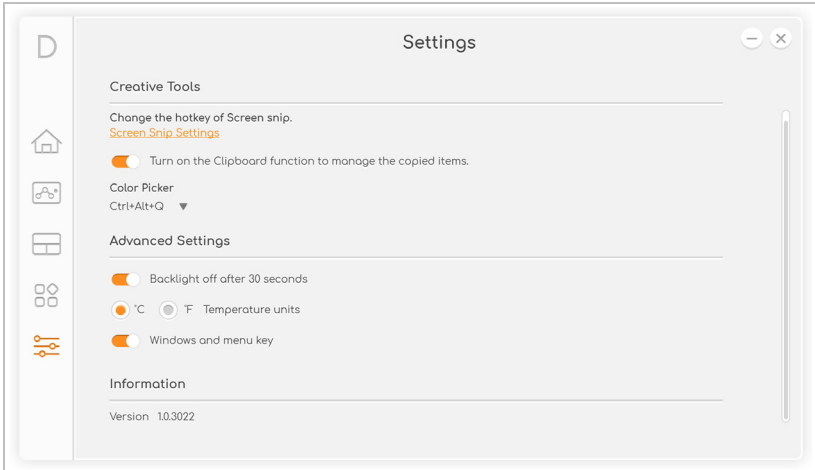 D
Settings
Creative Tools
Change the hotkey of Screen snip.
Screen Snip Settings
Turn on the Clipboard function to manage the copied items.
Color Picker
Ctrl+Alt+Q
Advanced Settings
Backlight off after 30 seconds
°C °F Temperature units
Windows and menu key
Information
Version 1.0.3022